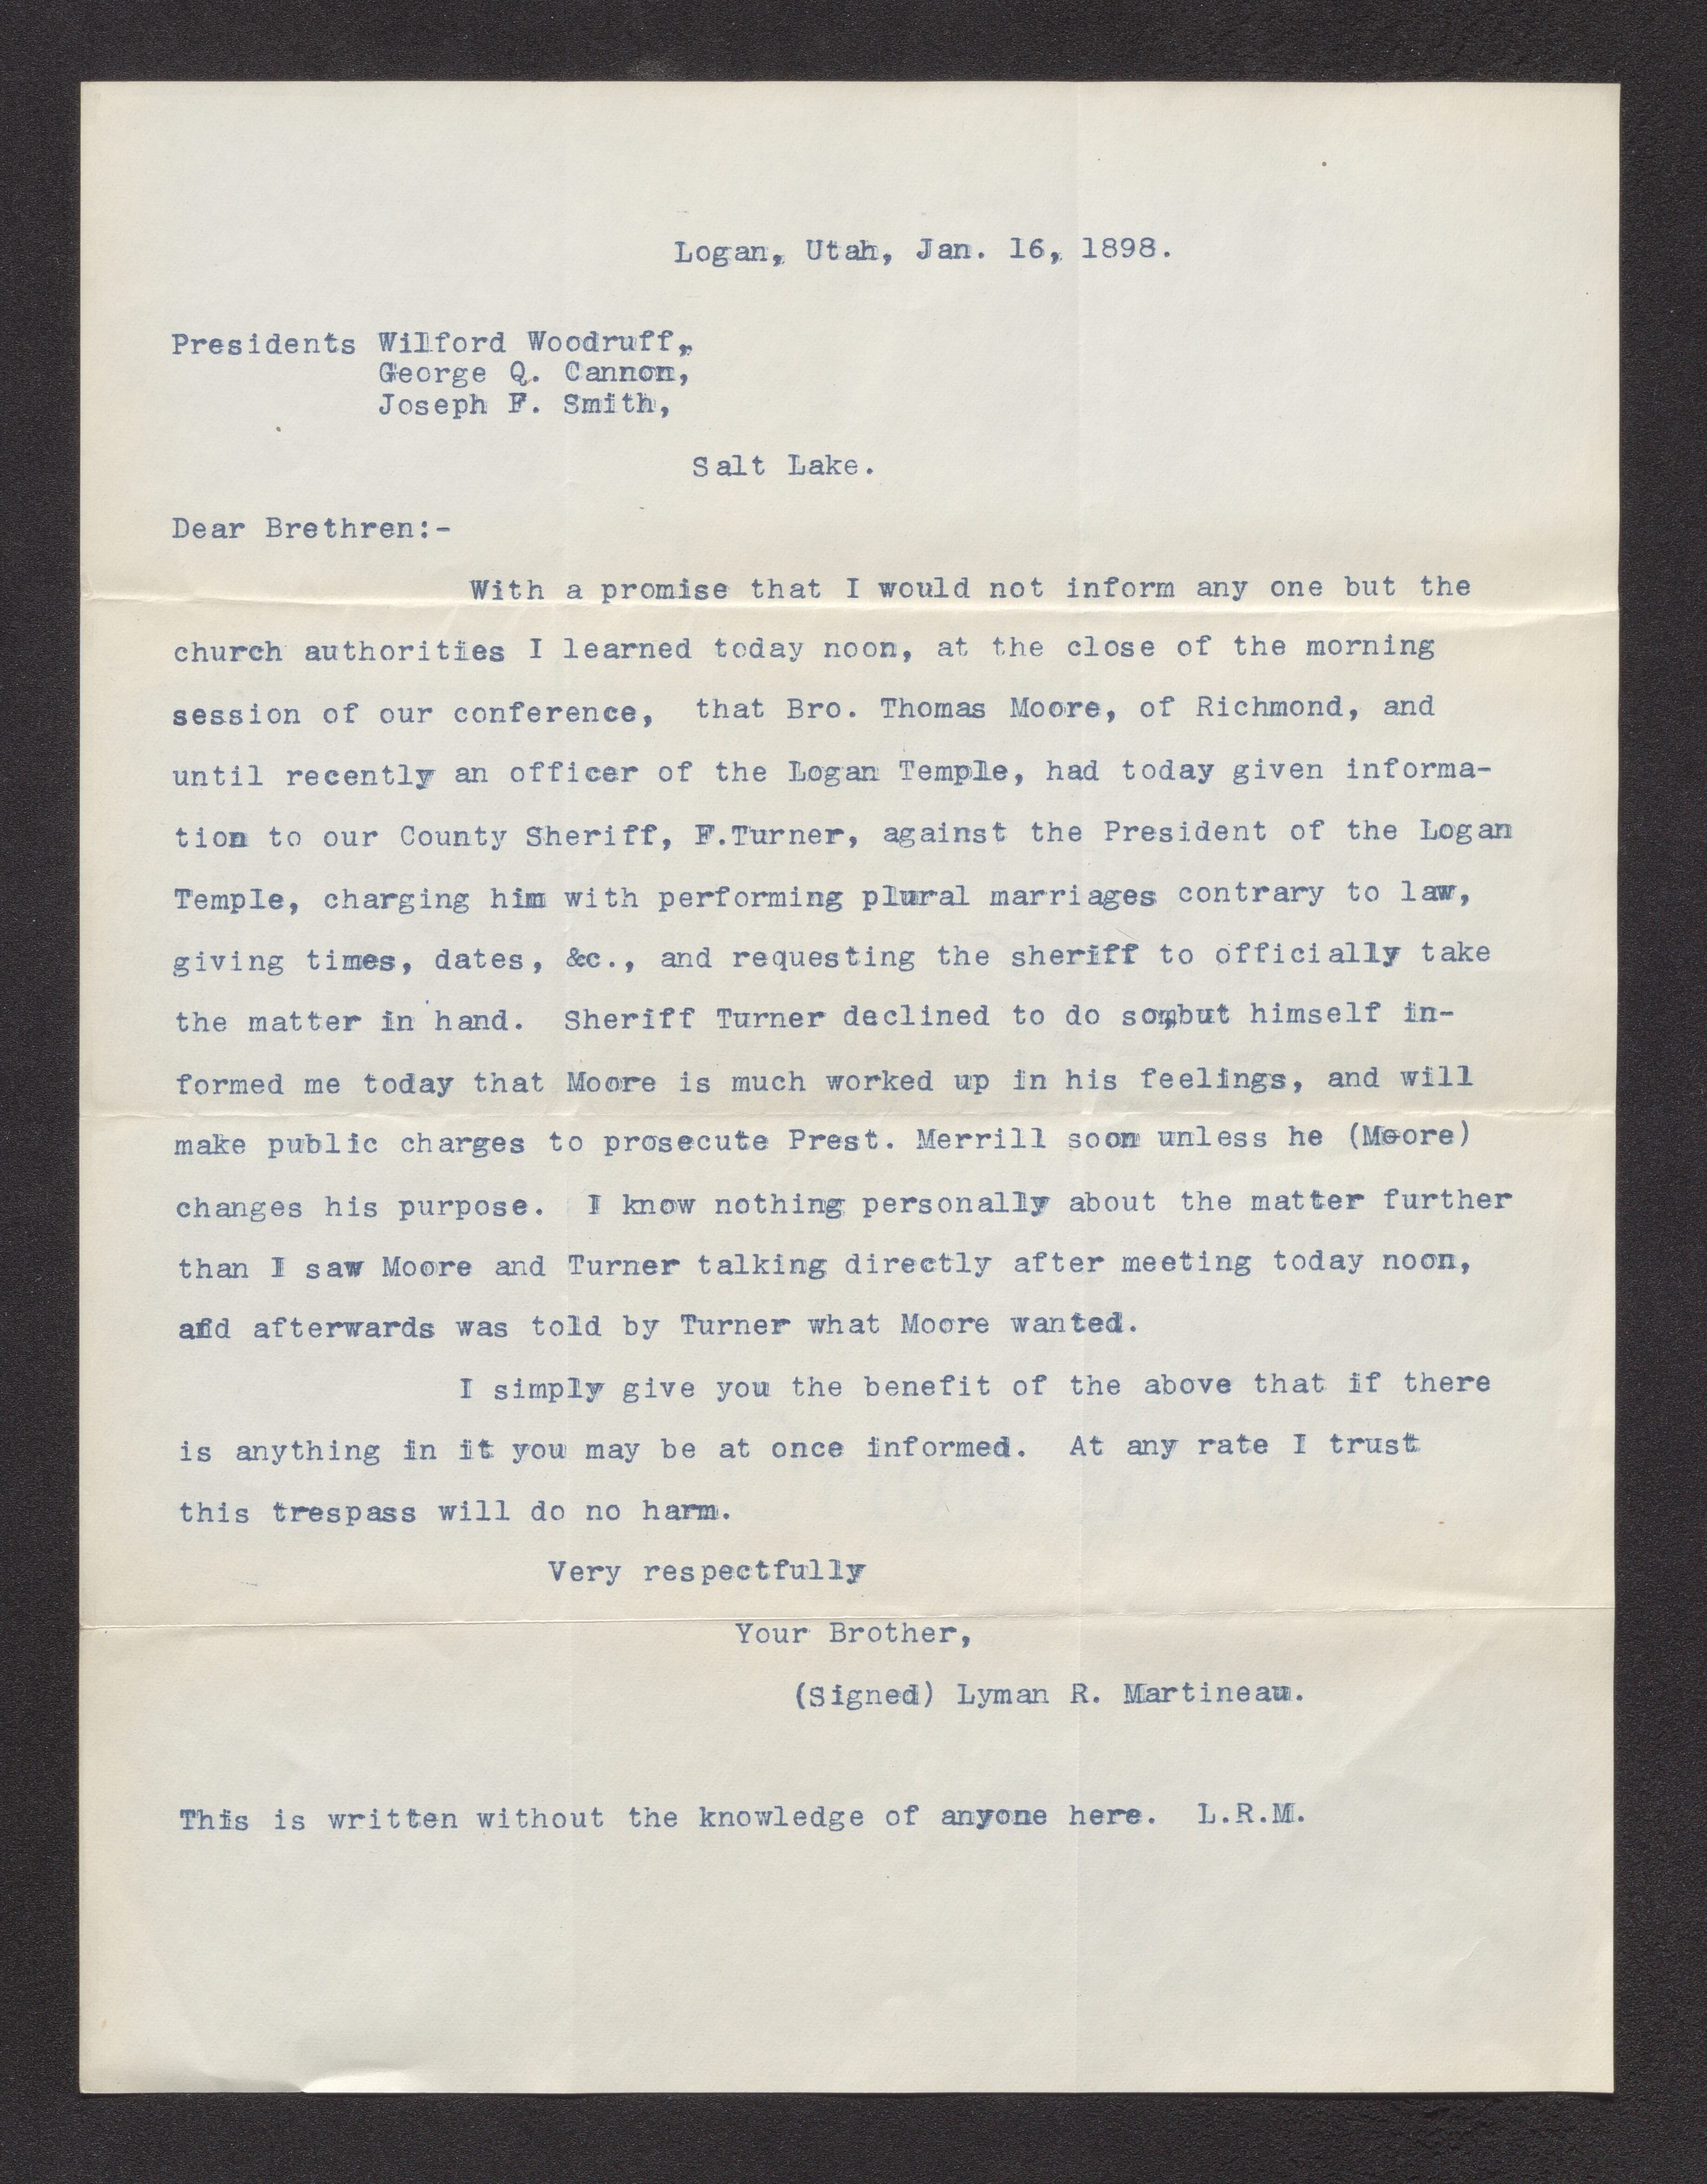 Logan, Utah, Jan. 16, 1898.
Presidents Wilford Woodruff,
George Q. Cannon,
Joseph F. Smith,
Salt Lake.
Dear Brethren:-
With a promise that I would not inform any one but the
church authorities I learned today noon, at the close of the morning
session of our conference, that Bro. Thomas Moore, of Richmond, and
until recently an officer of the Logan Temple, had today given informa-
tion to our County Sheriff, F.Turner, against the President of the Logan
Temple, charging him with performing plural marriages contrary to law,
giving times, dates, &c., and requesting the sheriff to officially take
the matter in hand. Sheriff Turner declined to do so, but himself in-
formed me today that Moore is much worked up in his feelings, and will
make public charges to prosecute Prest. Merrill soon unless he (Moore)
changes his purpose. I know nothing personally about the matter further
than I saw Moore and Turner talking directly after meeting today noon,
and afterwards was told by Turner what Moore wanted.
I simply give you the benefit of the above that if there
is anything in it you may be at once informed. At any rate I trust
this trespass will do no harm.
Very respectfully
Your Brother,
(Signed) Lyman R. Martineau.
This is written without the knowledge of anyone here. L.R.M.